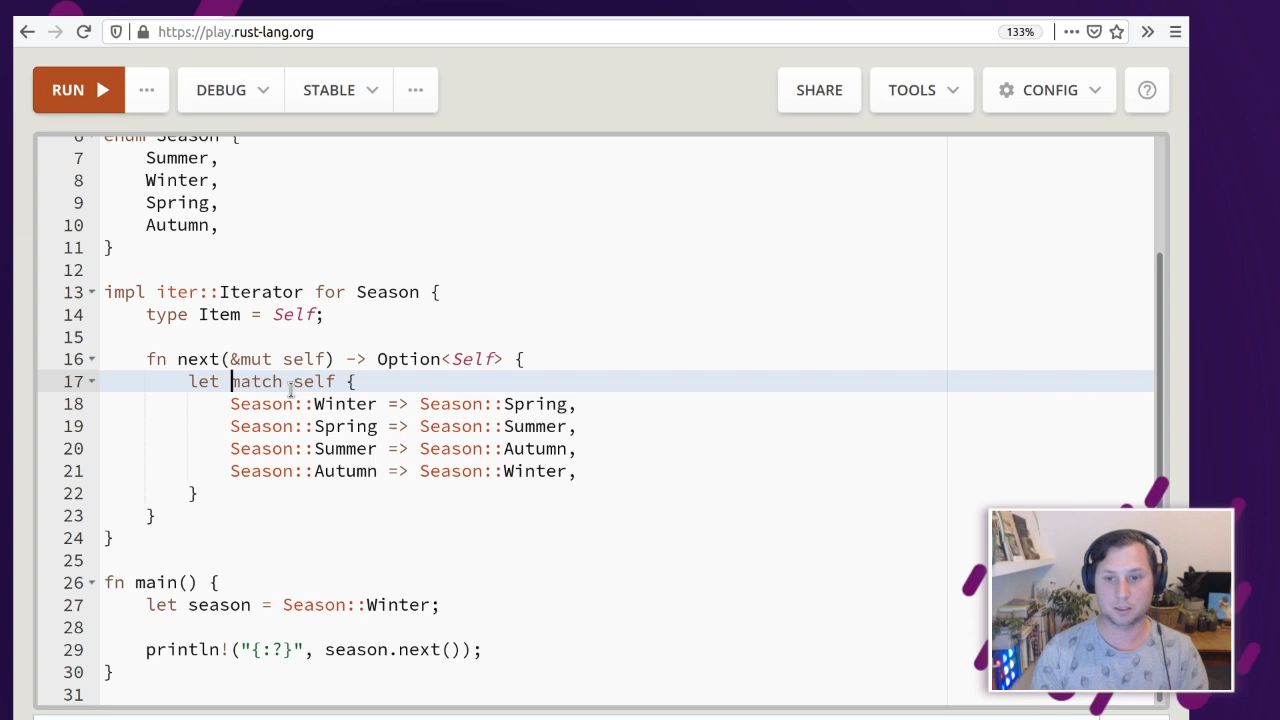 https://play.rust-lang.org
133%
RUN
DEBUG
STABLE
SHARE
TOOLS
CONFIG
6 enum Season {
7     Summer,
8     Winter,
9     Spring,
10     Autumn,
11 }
12
13 impl iter::Iterator for Season {
14     type Item = Self;
15
16     fn next(&mut self) -> Option<Self> {
17         let match self {
18             Season::Winter => Season::Spring,
19             Season::Spring => Season::Summer,
20             Season::Summer => Season::Autumn,
21             Season::Autumn => Season::Winter,
22         }
23     }
24 }
25
26 fn main() {
27     let season = Season::Winter;
28
29     println!("{:?}", season.next());
30 }
31